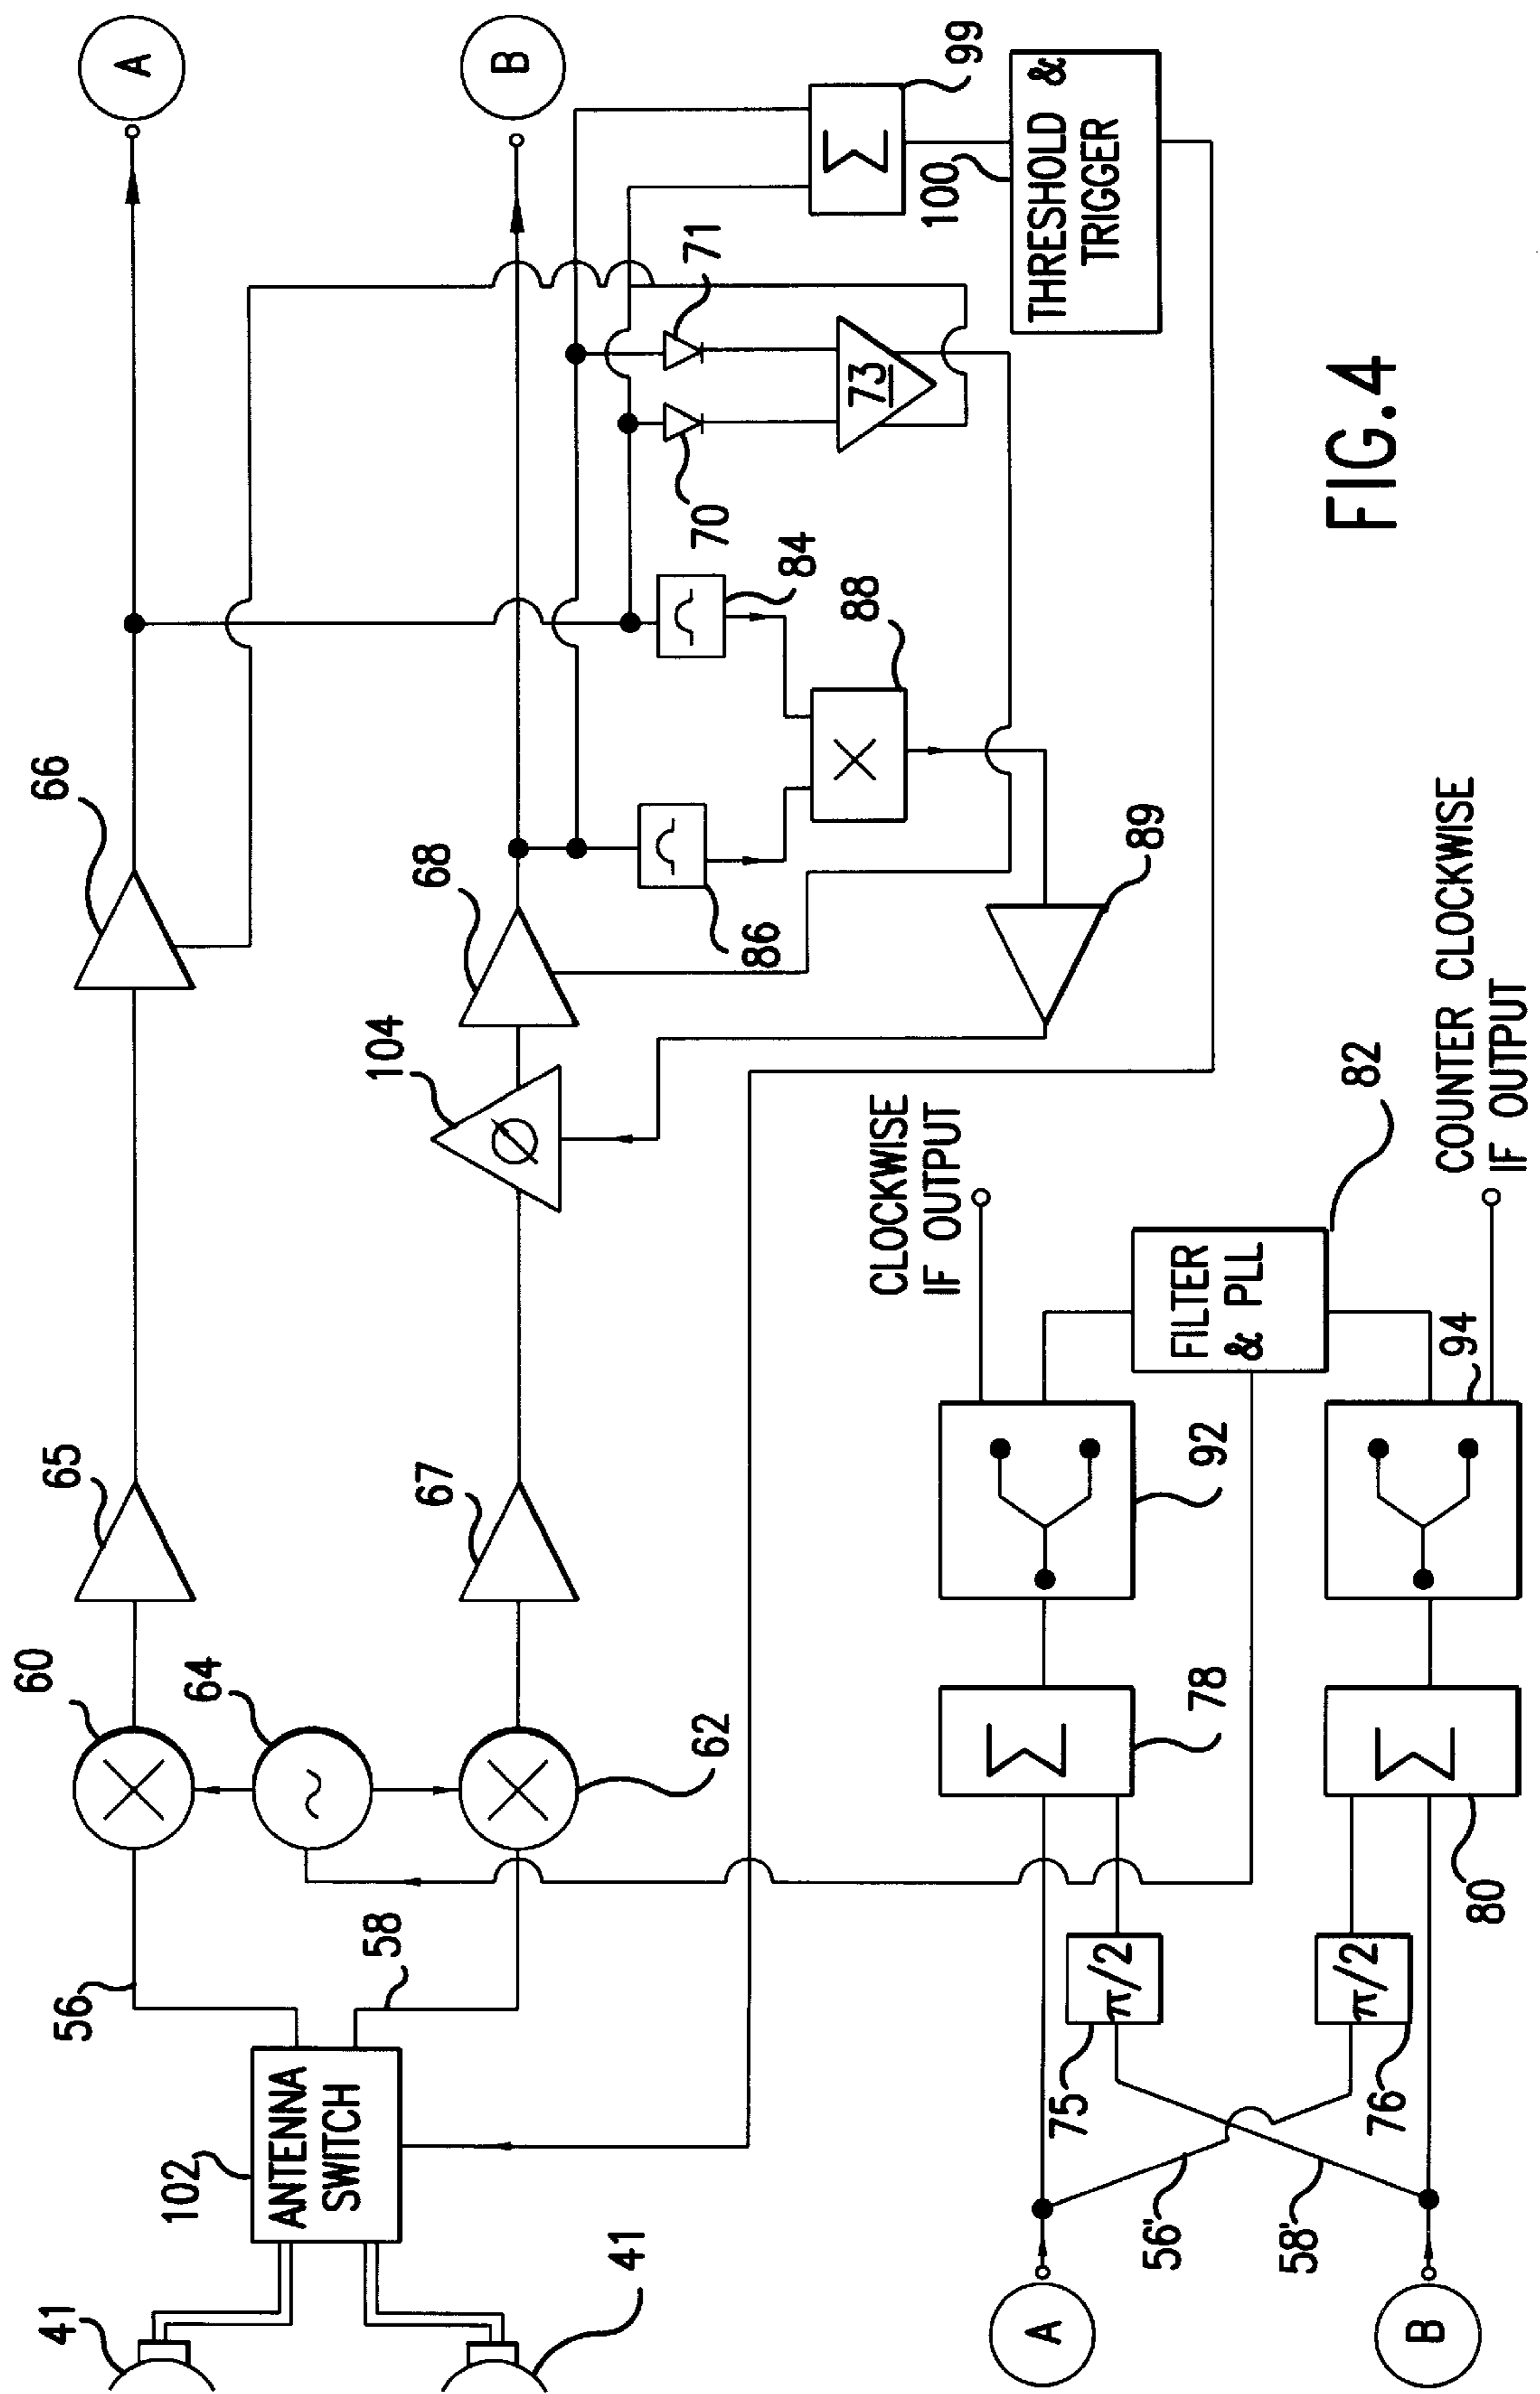 41
41
102
ANTENNA
SWITCH
56
58
60
64
62
65
67
104
66
68
86
84
88
89
70
71
73
99
Σ
100
THRESHOLD &
TRIGGER
A
B
A
B
56'
58'
75
π/2
76
π/2
78
Σ
80
Σ
92
94
FILTER
& PLL
82
CLOCKWISE
IF OUTPUT
COUNTER CLOCKWISE
IF OUTPUT
FIG.4